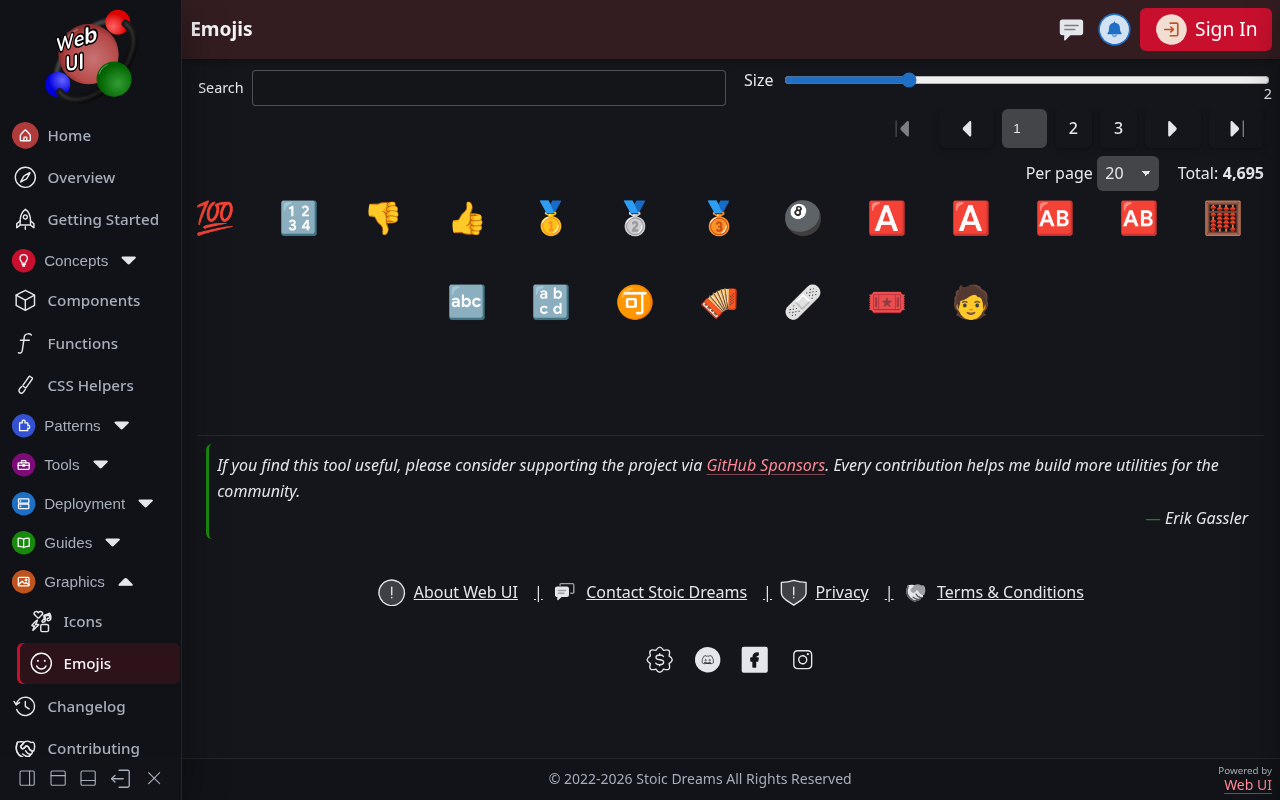 Web
UI
Home
Overview
Getting Started
Concepts
Components
Functions
CSS Helpers
Patterns
Tools
Deployment
Guides
Graphics
Icons
Emojis
Changelog
Contributing
Emojis
Sign In
Search
Size
2
1 2 3
Per page 20 Total: 4,695
💯 🔢 👎 👍 🥇 🥈 🥉 🎱 🅰️ 🅰️ 🆎 🆎 🧮
🔤 🔡 🉑 🪗 🩹 🎟️ 🧑
If you find this tool useful, please consider supporting the project via GitHub Sponsors. Every contribution helps me build more utilities for the
community.
— Erik Gassler
About Web UI | Contact Stoic Dreams | Privacy | Terms & Conditions
© 2022-2026 Stoic Dreams All Rights Reserved
Powered by
Web UI